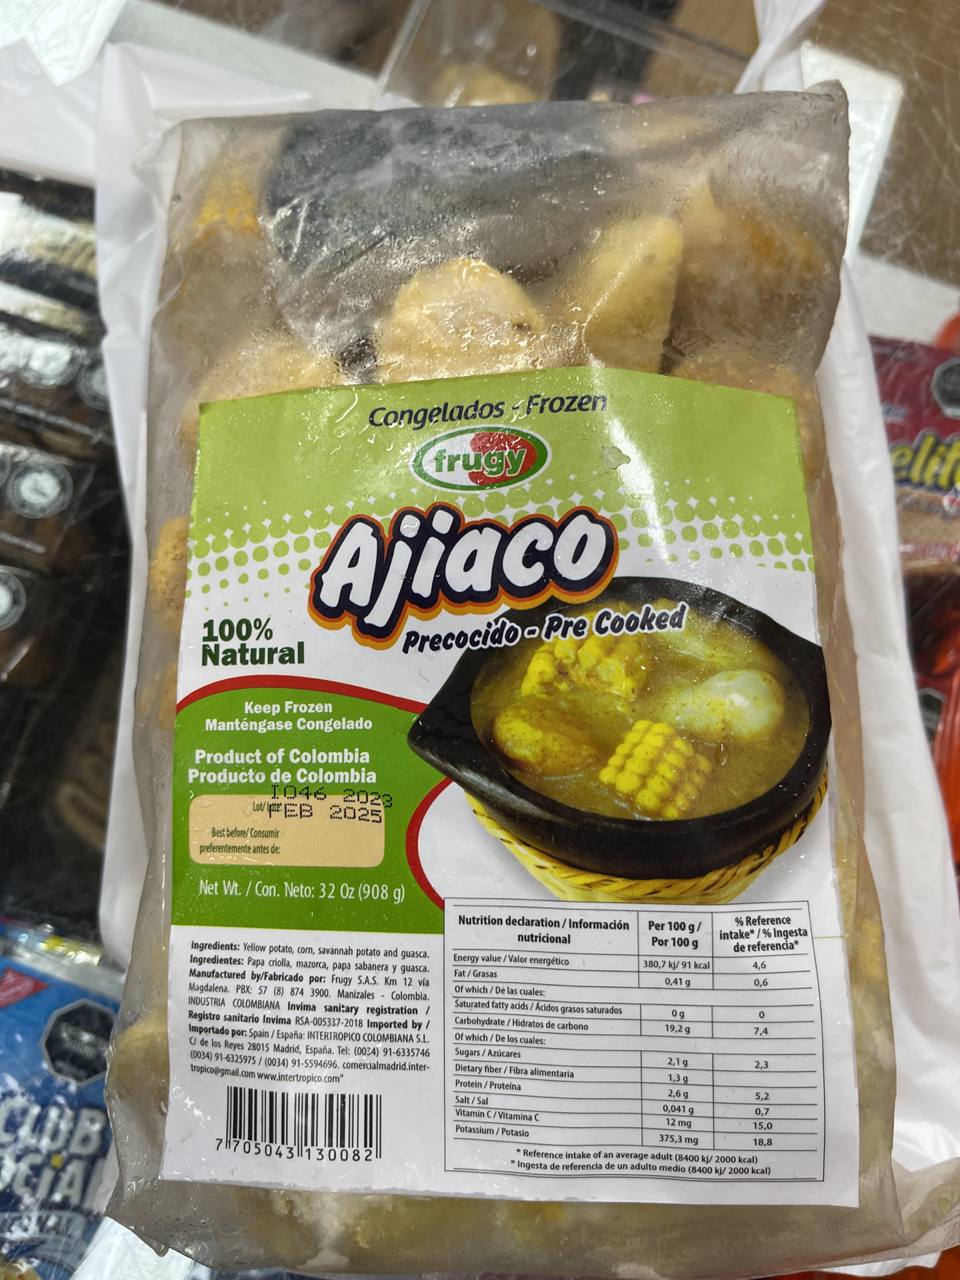 Congelados - Frozen
frugy
Ajiaco
Precocido - Pre Cooked
100%
Natural
Keep Frozen
Manténgase Congelado
Product of Colombia
Producto de Colombia
I046 2023
FEB 2025
Best before/ Consumir
preferentemente antes de:
Net Wt. / Con. Neto: 32 Oz (908 g)
Ingredients: Yellow potato, corn, savannah potato and guasca.
Ingredientes: Papa criolla, mazorca, papa sabanera y guasca.
Manufactured by/Fabricado por: Frugy S.A.S. Km 12 vía
Magdalena. PBX: 57 (8) 874 3900. Manizales - Colombia.
INDUSTRIA COLOMBIANA Invima sanitary registration /
Registro sanitario Invima RSA-005337-2018 Imported by /
Importado por: Spain / España: INTERTROPICO COLOMBIANA S.L.
C/ de los Reyes 28015 Madrid, España. Tel: (0034) 91-6335746
(0034) 91-6325975 / (0034) 91-5594696. comercialmadrid.inter-
tropico@gmail.com www.intertropico.com"
7 705043 130082
Nutrition declaration / Información nutricional Per 100 g / Por 100 g % Reference intake* / % Ingesta de referencia*
Energy value / Valor energético 380,7 kj/ 91 kcal 4,6
Fat / Grasas 0,41 g 0,6
Of which / De las cuales:
Saturated fatty acids / Ácidos grasos saturados 0 g 0
Carbohydrate / Hidratos de carbono 19,2 g 7,4
Of which / De los cuales:
Sugars / Azúcares 2,1 g 2,3
Dietary fiber / Fibra alimentaria 1,3 g
Protein / Proteína 2,6 g 5,2
Salt / Sal 0,041 g 0,7
Vitamin C / Vitamina C 12 mg 15,0
Potassium / Potasio 375,3 mg 18,8
* Reference intake of an average adult (8400 kj/ 2000 kcal)
* Ingesta de referencia de un adulto medio (8400 kj/ 2000 kcal)
CLUB